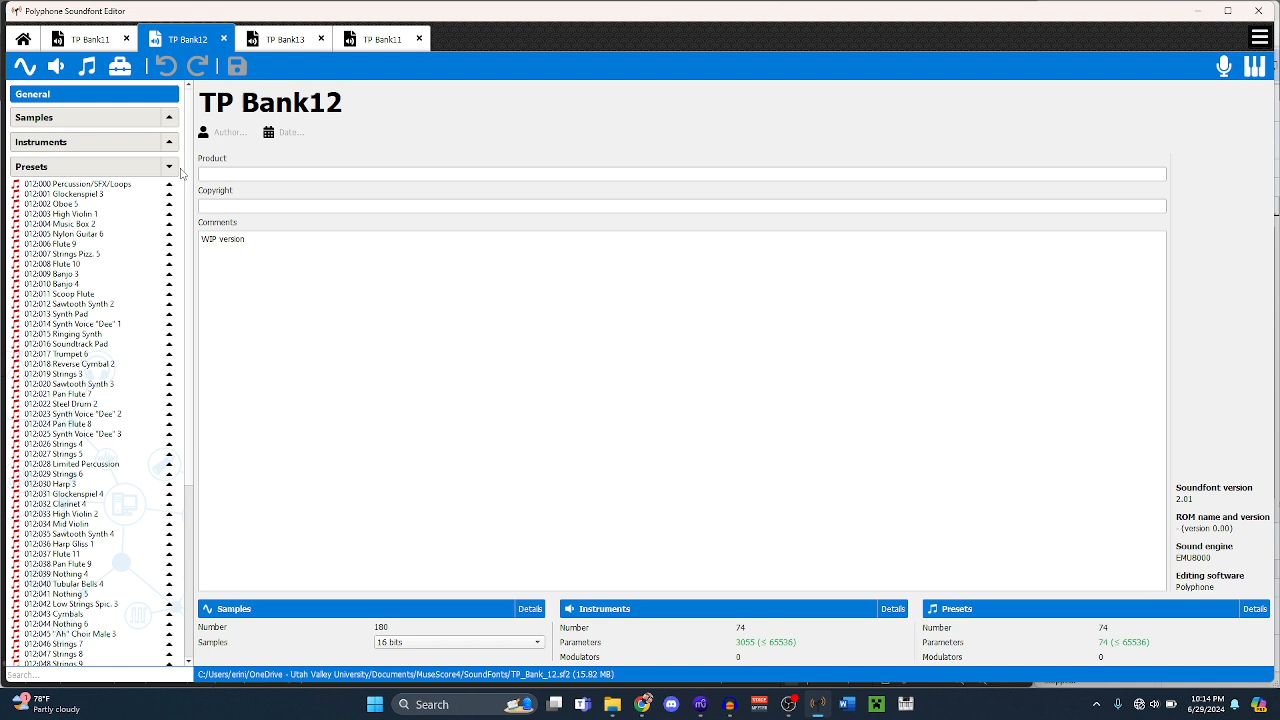 Polyphone Soundfont Editor
TP Bank11 × TP Bank12 × TP Bank13 × TP Bank11 ×
General
Samples
Instruments
Presets
012:000 Percussion/SFX/Loops
012:001 Glockenspiel 3
012:002 Oboe 5
012:003 High Violin 1
012:004 Music Box 2
012:005 Nylon Guitar 6
012:006 Flute 9
012:007 Strings Pizz. 5
012:008 Flute 10
012:009 Banjo 3
012:010 Banjo 4
012:011 Scoop Flute
012:012 Sawtooth Synth 2
012:013 Synth Pad
012:014 Synth Voice "Dee" 1
012:015 Ringing Synth
012:016 Soundtrack Pad
012:017 Trumpet 6
012:018 Reverse Cymbal 2
012:019 Strings 3
012:020 Sawtooth Synth 3
012:021 Pan Flute 7
012:022 Steel Drum 2
012:023 Synth Voice "Dee" 2
012:024 Pan Flute 8
012:025 Synth Voice "Dee" 3
012:026 Strings 4
012:027 Strings 5
012:028 Limited Percussion
012:029 Strings 6
012:030 Harp 3
012:031 Glockenspiel 4
012:032 Clarinet 4
012:033 High Violin 2
012:034 Mid Violin
012:035 Sawtooth Synth 4
012:036 Harp Gliss 1
012:037 Flute 11
012:038 Pan Flute 9
012:039 Nothing 4
012:040 Tubular Bells 4
012:041 Nothing 5
012:042 Low Strings Spic. 3
012:043 Cymbals
012:044 Nothing 6
012:045 "Ah" Choir Male 3
012:046 Strings 7
012:047 Strings 8
012:048 Strings 9
Search...
TP Bank12
Author... Date...
Product
Copyright
Comments
WIP version
Soundfont version
2.01
ROM name and version
- (version 0.00)
Sound engine
EMU8000
Editing software
Polyphone
Samples Details
Number 180
Samples 16 bits
Instruments Details
Number 74
Parameters 3055 (≤ 65536)
Modulators 0
Presets Details
Number 74
Parameters 74 (≤ 65536)
Modulators 0
C:/Users/erini/OneDrive - Utah Valley University/Documents/MuseScore4/SoundFonts/TP_Bank_12.sf2 (15.82 MB)
78°F
Partly cloudy
Search
10:14 PM
6/29/2024